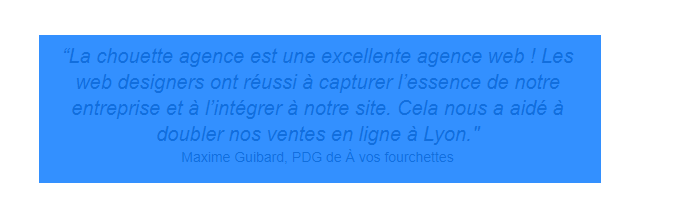 “La chouette agence est une excellente agence web ! Les
web designers ont réussi à capturer l’essence de notre
entreprise et à l’intégrer à notre site. Cela nous a aidé à
doubler nos ventes en ligne à Lyon."
Maxime Guibard, PDG de À vos fourchettes